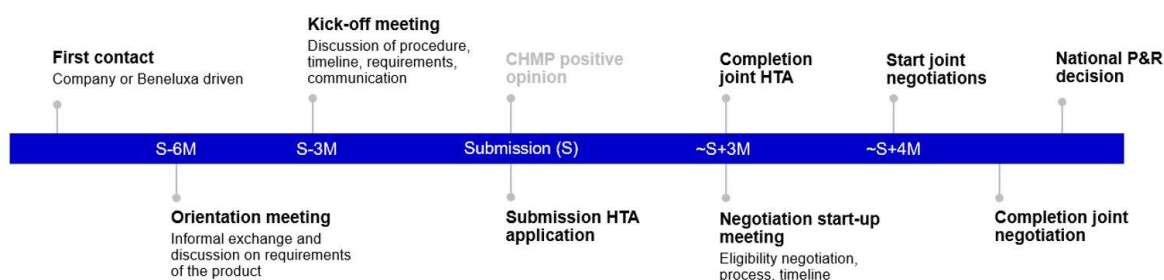 First contact
Company or Beneluxa driven
Kick-off meeting
Discussion of procedure,
timeline, requirements,
communication
CHMP positive
opinion
Completion
joint HTA
Start joint
negotiations
National P&R
decision
S-6M
S-3M
Submission (S)
~S+3M
~S+4M
Orientation meeting
Informal exchange and
discussion on requirements
of the product
Submission HTA
application
Negotiation start-up
meeting
Eligibility negotiation,
process, timeline
Completion joint
negotiation